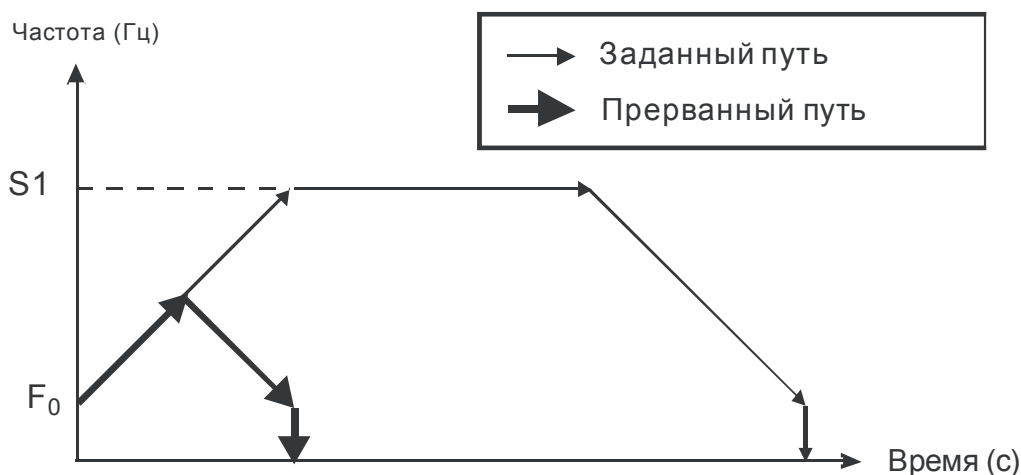 Частота (Гц)
Заданный путь
Прерванный путь
S1
F0
Время (с)